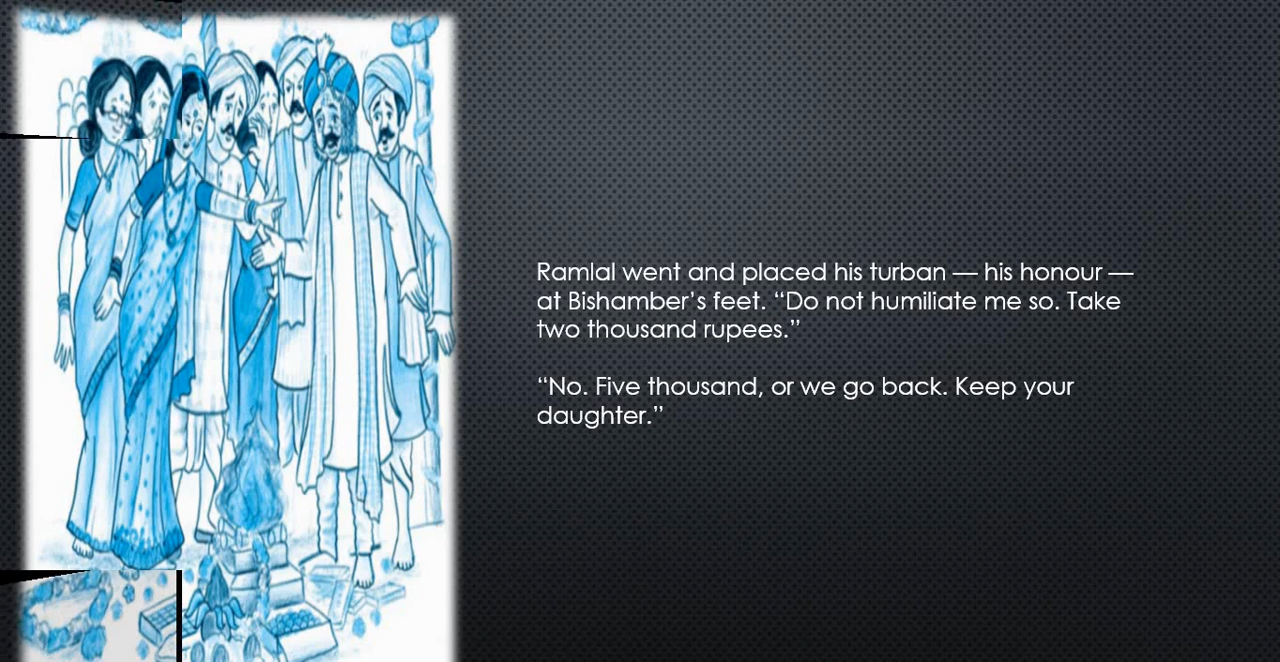 Ramlal went and placed his turban — his honour —
at Bishamber’s feet. “Do not humiliate me so. Take
two thousand rupees.”
“No. Five thousand, or we go back. Keep your
daughter.”